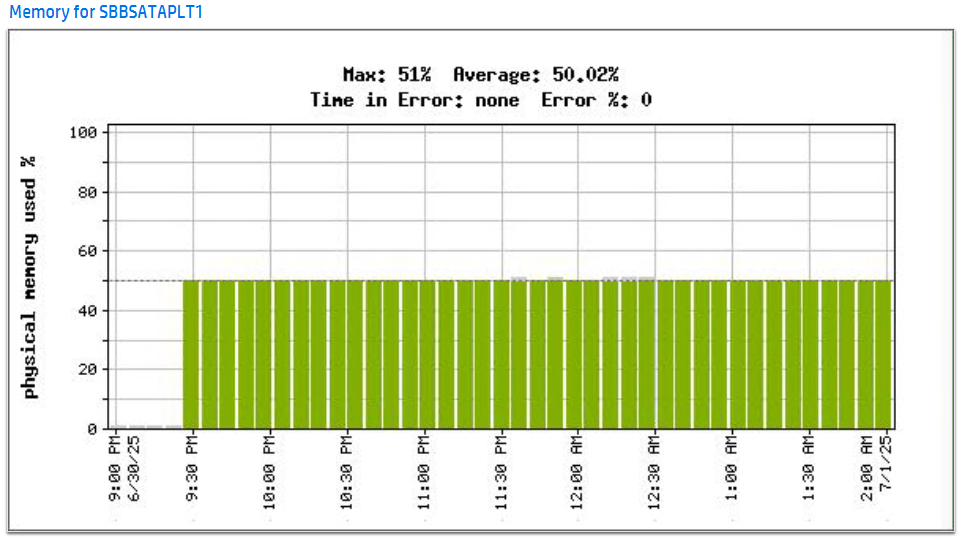 Memory for SBBSATAPLT1
Max: 51% Average: 50.02%
Time in Error: none Error %: 0
physical memory used %
100
80
60
40
20
0
9:00 PM
6/30/25
9:30 PM
10:00 PM
10:30 PM
11:00 PM
11:30 PM
12:00 AM
12:30 AM
1:00 AM
1:30 AM
2:00 AM
7/1/25